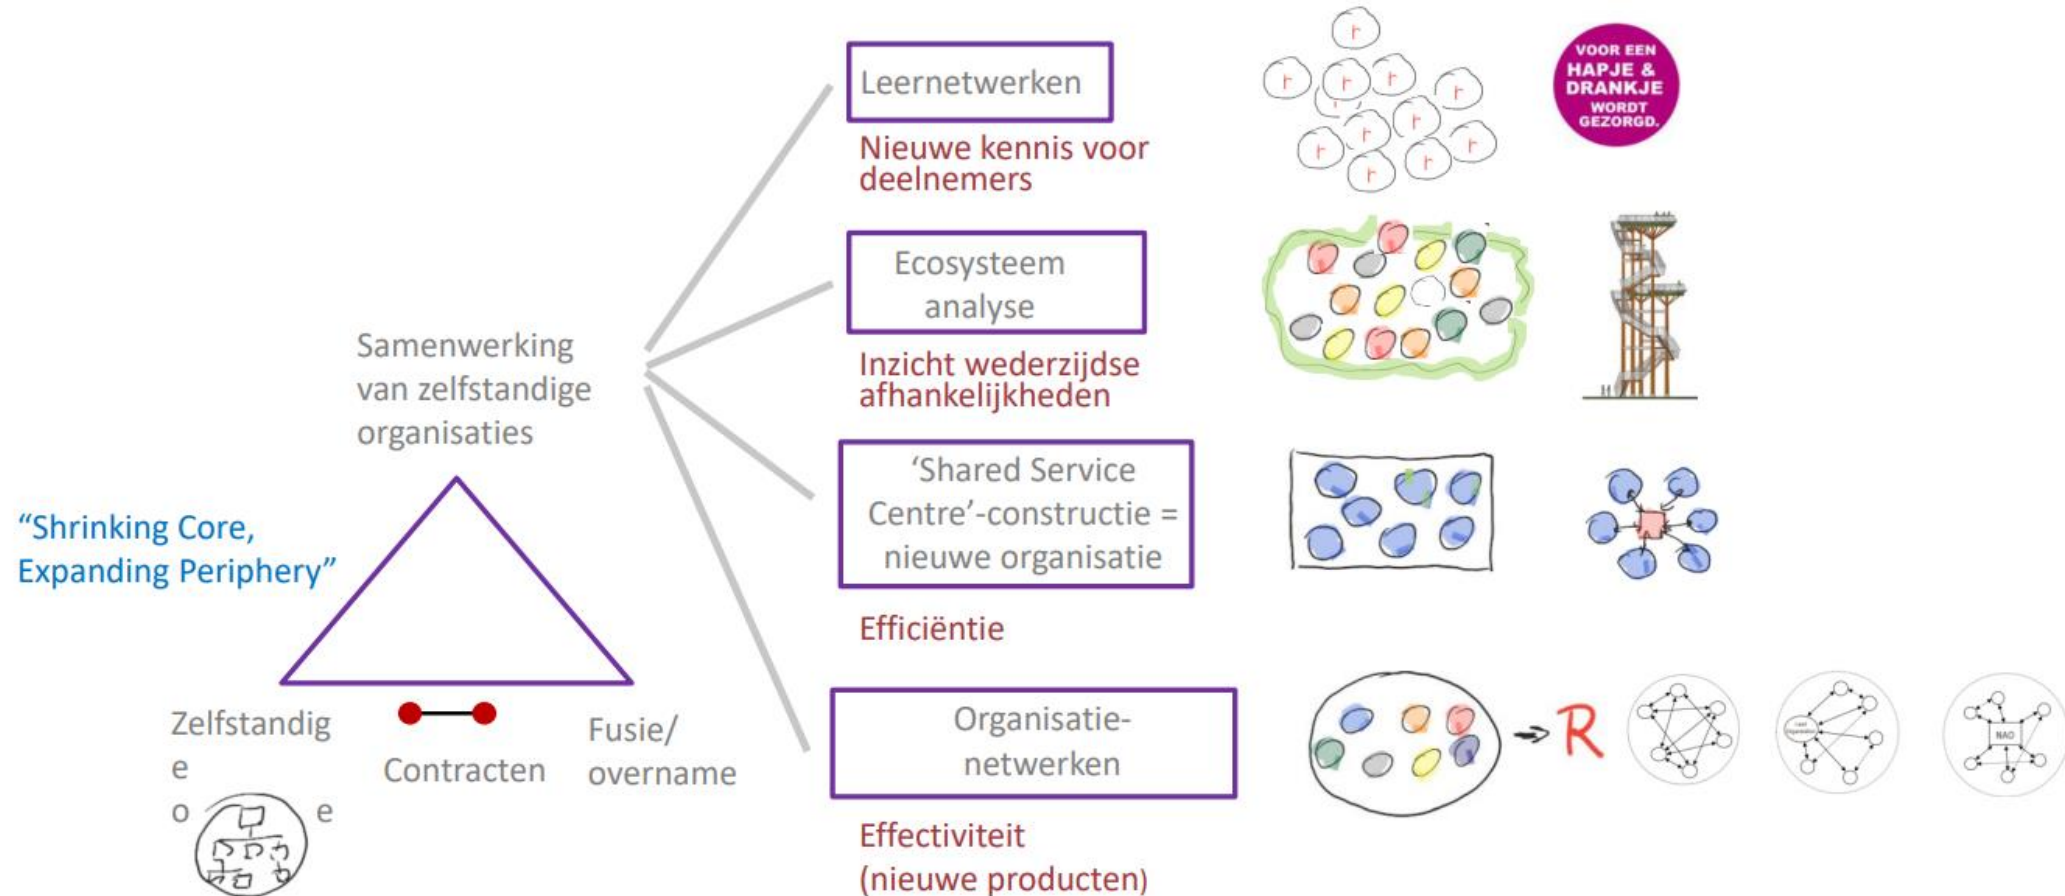 Leernetwerken
Nieuwe kennis voor
deelnemers
r
r
r
r
r
r
r
r
r
r
r
VOOR EEN
HAPJE &
DRANKJE
WORDT
GEZORGD.
Ecosysteem
analyse
Inzicht wederzijdse
afhankelijkheden
Samenwerking
van zelfstandige
organisaties
“Shrinking Core,
Expanding Periphery”
‘Shared Service
Centre’-constructie =
nieuwe organisatie
Efficiëntie
Zelfstandig
e
o e
Contracten
Fusie/
overname
Organisatie-
netwerken
Effectiviteit
(nieuwe producten)
R
Lead
Organization
NAO